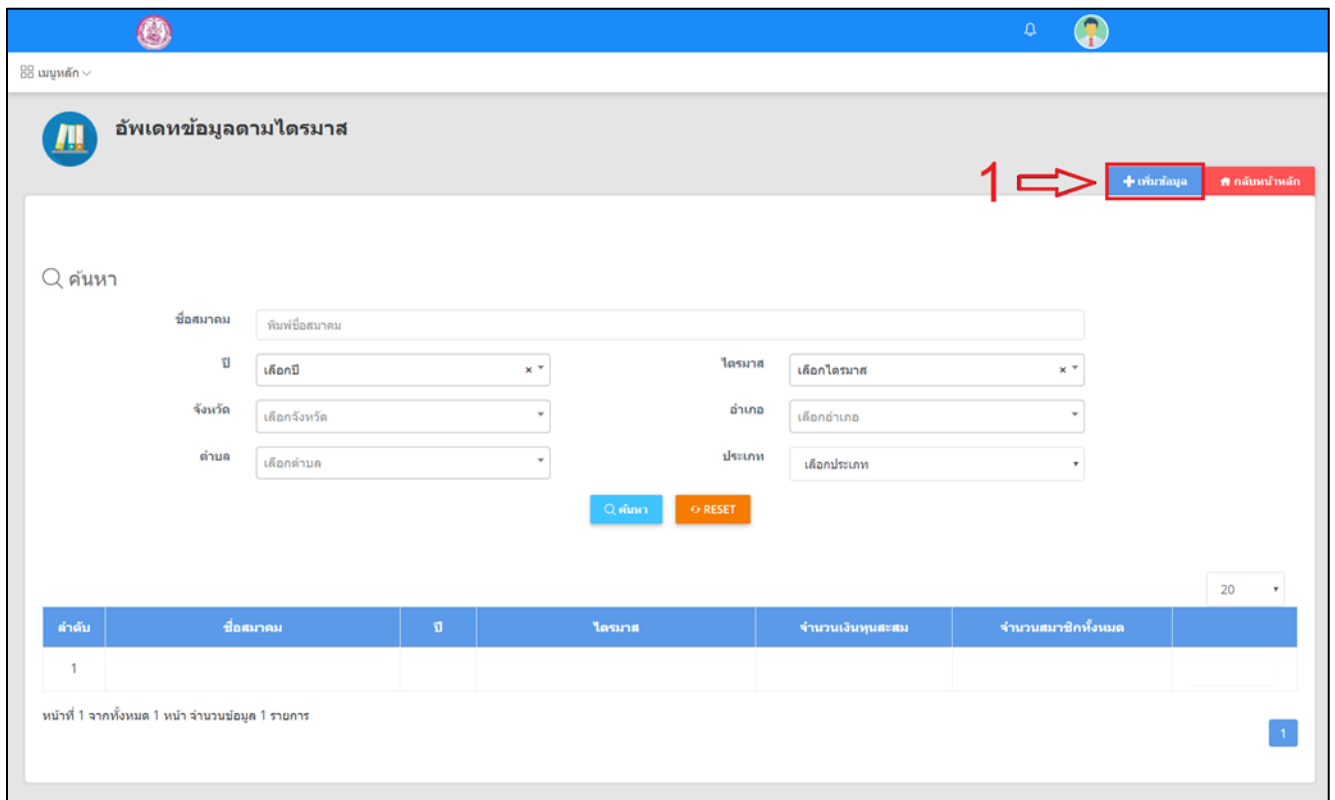 เมนูหลัก
อัพเดทข้อมูลตามไตรมาส
1
เพิ่มข้อมูล กลับหน้าหลัก
ค้นหา
ชื่อสมาคม พิมพ์ชื่อสมาคม
ปี เลือกปี × ไตรมาส เลือกไตรมาส ×
จังหวัด เลือกจังหวัด อำเภอ เลือกอำเภอ
ตำบล เลือกตำบล ประเภท เลือกประเภท
ค้นหา RESET
20
ลำดับ ชื่อสมาคม ปี ไตรมาส จำนวนเงินทุนสะสม จำนวนสมาชิกทั้งหมด
1
หน้าที่ 1 จากทั้งหมด 1 หน้า จำนวนข้อมูล 1 รายการ
1